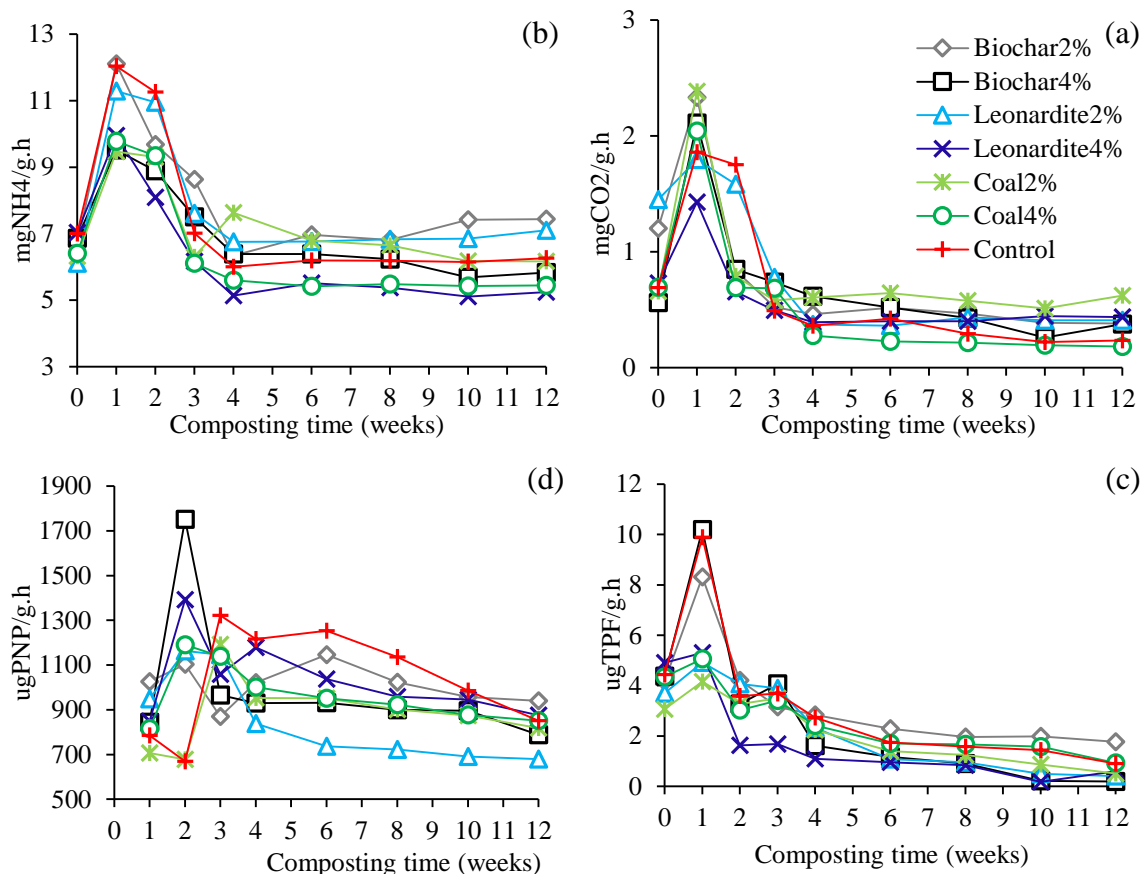 (b)
mgNH4/g.h
13
11
9
7
5
3
0 1 2 3 4 5 6 7 8 9 10 11 12
Composting time (weeks)
(a)
mgCO2/g.h
3
2
1
0
0 1 2 3 4 5 6 7 8 9 10 11 12
Composting time (weeks)
Biochar2%
Biochar4%
Leonardite2%
Leonardite4%
Coal2%
Coal4%
Control
(d)
ugPNP/g.h
1900
1700
1500
1300
1100
900
700
500
0 1 2 3 4 5 6 7 8 9 10 11 12
Composting time (weeks)
(c)
ugTPF/g.h
12
10
8
6
4
2
0
0 1 2 3 4 5 6 7 8 9 10 11 12
Composting time (weeks)